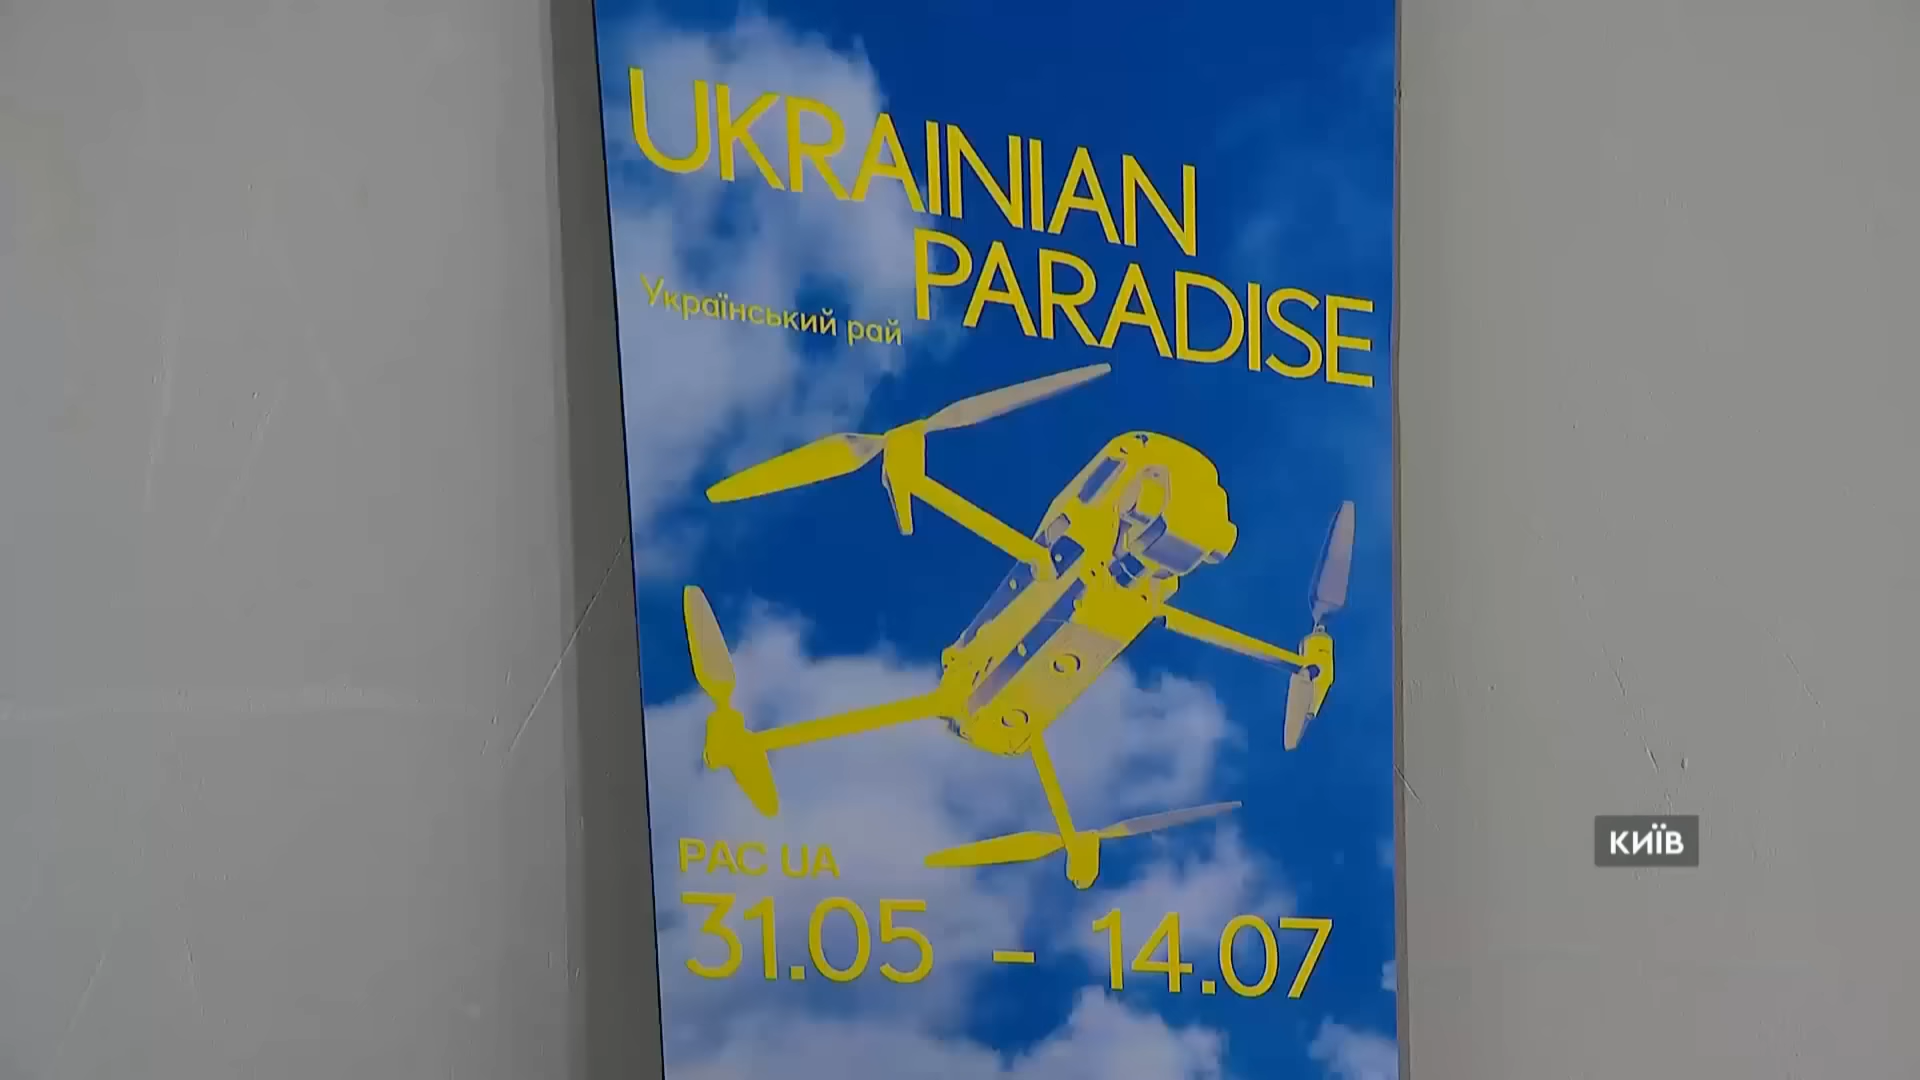 UKRAINIAN
PARADISE
Український рай
PAC UA
31.05 – 14.07
КИЇВ